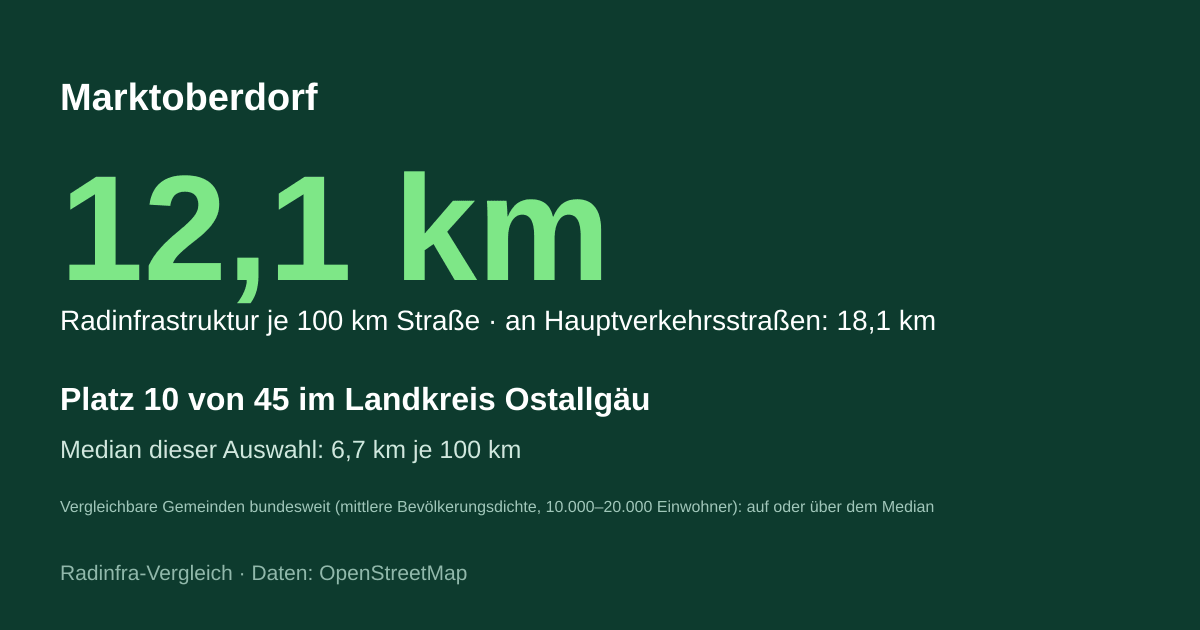 Marktoberdorf
12,1 km
Radinfrastruktur je 100 km Straße · an Hauptverkehrsstraßen: 18,1 km
Platz 10 von 45 im Landkreis Ostallgäu
Median dieser Auswahl: 6,7 km je 100 km
Vergleichbare Gemeinden bundesweit (mittlere Bevölkerungsdichte, 10.000–20.000 Einwohner): auf oder über dem Median
Radinfra-Vergleich · Daten: OpenStreetMap